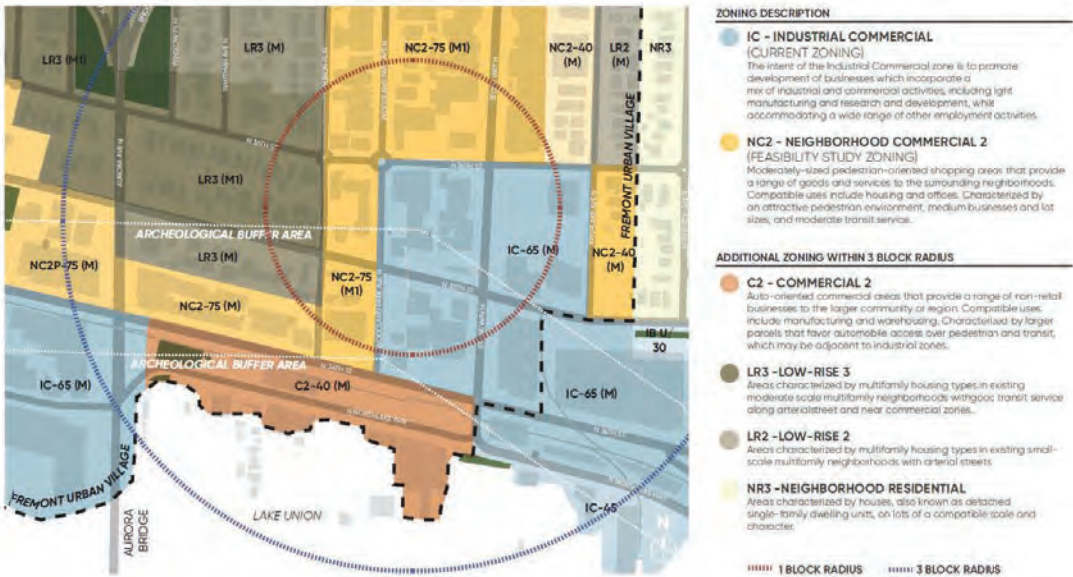 LR3 (M1)
LR3 (M)
NC2-75 (M1)
NC2-40
(M)
LR2
(M)
NR3
FREMONT URBAN VILLAGE
AURORA AVE N
N 36TH ST
LR3 (M1)
ARCHEOLOGICAL BUFFER AREA
LR3 (M)
IC-65 (M)
NC2-40
(M)
NC2P-75 (M)
NC2-75 (M)
NC2-75
(M1)
N 35TH ST
IB U/
30
ARCHEOLOGICAL BUFFER AREA
N 34TH ST
IC-65 (M)
C2-40 (M)
IC-65 (M)
N NORTHLAKE WAY
FREMONT URBAN VILLAGE
LAKE UNION
IC-45
AURORA
BRIDGE
ZONING DESCRIPTION
IC - INDUSTRIAL COMMERCIAL
(CURRENT ZONING)
The intent of the Industrial Commercial zone is to promote
development of businesses which incorporate a
mix of industrial and commercial activities, including light
manufacturing and research and development, while
accommodating a wide range of other employment activities.
NC2 - NEIGHBORHOOD COMMERCIAL 2
(FEASIBILITY STUDY ZONING)
Moderately-sized pedestrian-oriented shopping areas that provide
a range of goods and services to the surrounding neighborhoods.
Compatible uses include housing and offices. Characterized by
an attractive pedestrian environment, medium businesses and lot
sizes, and moderate transit service.
ADDITIONAL ZONING WITHIN 3 BLOCK RADIUS
C2 - COMMERCIAL 2
Auto-oriented commercial areas that provide a range of non-retail
businesses to the larger community or region. Compatible uses
include manufacturing and warehousing. Characterized by larger
parcels that favor automobile access over pedestrian and transit,
which may be adjacent to industrial zones.
LR3 -LOW-RISE 3
Areas characterized by multifamily housing types in existing
moderate scale multifamily neighborhoods withgood transit service
along arterialstreet and near commercial zones.
LR2 -LOW-RISE 2
Areas characterized by multifamily housing types in existing small-
scale multifamily neighborhoods with arterial streets
NR3 -NEIGHBORHOOD RESIDENTIAL
Areas characterized by houses, also known as detached
single-family dwelling units, on lots of a compatible scale and
character.
1 BLOCK RADIUS
3 BLOCK RADIUS